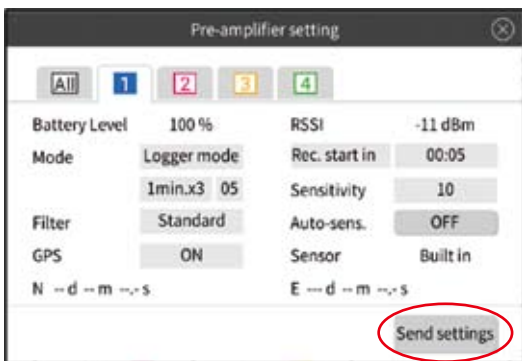 Pre-amplifier setting
All 1 2 3 4
Battery Level 100 % RSSI -11 dBm
Mode Logger mode Rec. start in 00:05
1min.x3 05 Sensitivity 10
Filter Standard Auto-sens. OFF
GPS ON Sensor Built in
N -- d -- m --.- s E --- d -- m --.- s
Send settings